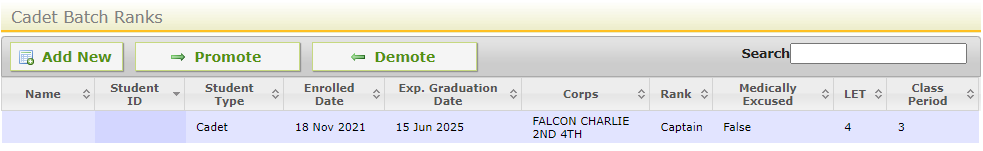 Cadet Batch Ranks
Add New
Promote
Demote
Search
Name
Student
ID
Student
Type
Enrolled
Date
Exp. Graduation
Date
Corps
Rank
Medically
Excused
LET
Class
Period
Cadet
18 Nov 2021
15 Jun 2025
FALCON CHARLIE
2ND 4TH
Captain
False
4
3